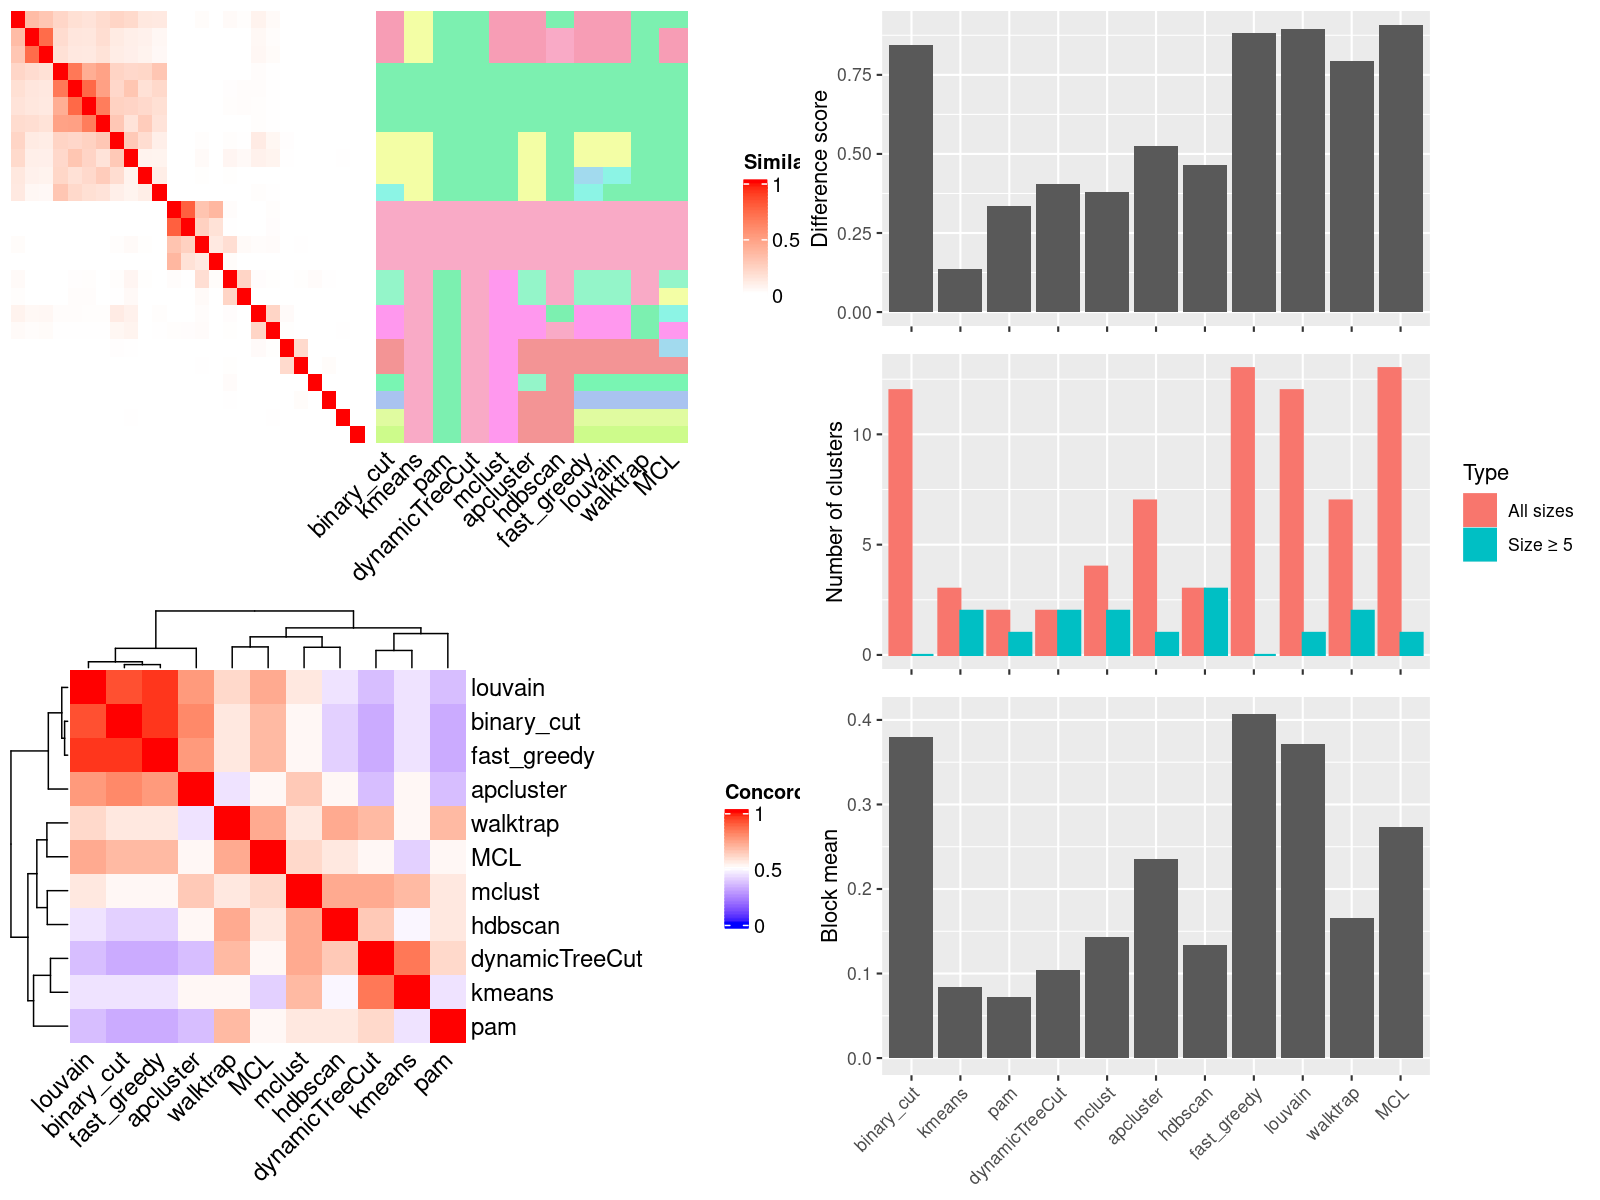 Simila
1
0.5
0
binary_cut
kmeans
pam
dynamicTreeCut
mclust
apcluster
hdbscan
fast_greedy
louvain
walktrap
MCL
Difference score
0.75
0.50
0.25
0.00
Number of clusters
10
5
0
Type
All sizes
Size ≥ 5
louvain
binary_cut
fast_greedy
apcluster
walktrap
MCL
mclust
hdbscan
dynamicTreeCut
kmeans
pam
louvain
binary_cut
fast_greedy
apcluster
walktrap
MCL
mclust
hdbscan
dynamicTreeCut
kmeans
pam
Concord
1
0.5
0
Block mean
0.4
0.3
0.2
0.1
0.0
binary_cut
kmeans
pam
dynamicTreeCut
mclust
apcluster
hdbscan
fast_greedy
louvain
walktrap
MCL